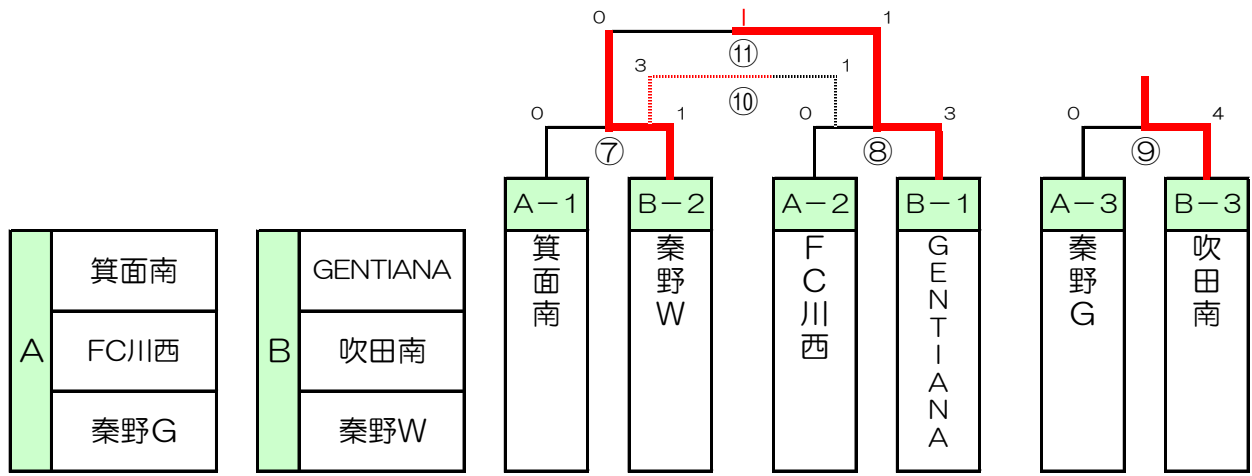 0 1
⑪
3 1
⑩
0 1 0 3 0 4
⑦ ⑧ ⑨
A-1 B-2 A-2 B-1 A-3 B-3
箕面南
秦野W
FC川西
GENTIANA
秦野G
吹田南
A
箕面南
FC川西
秦野G
B
GENTIANA
吹田南
秦野W